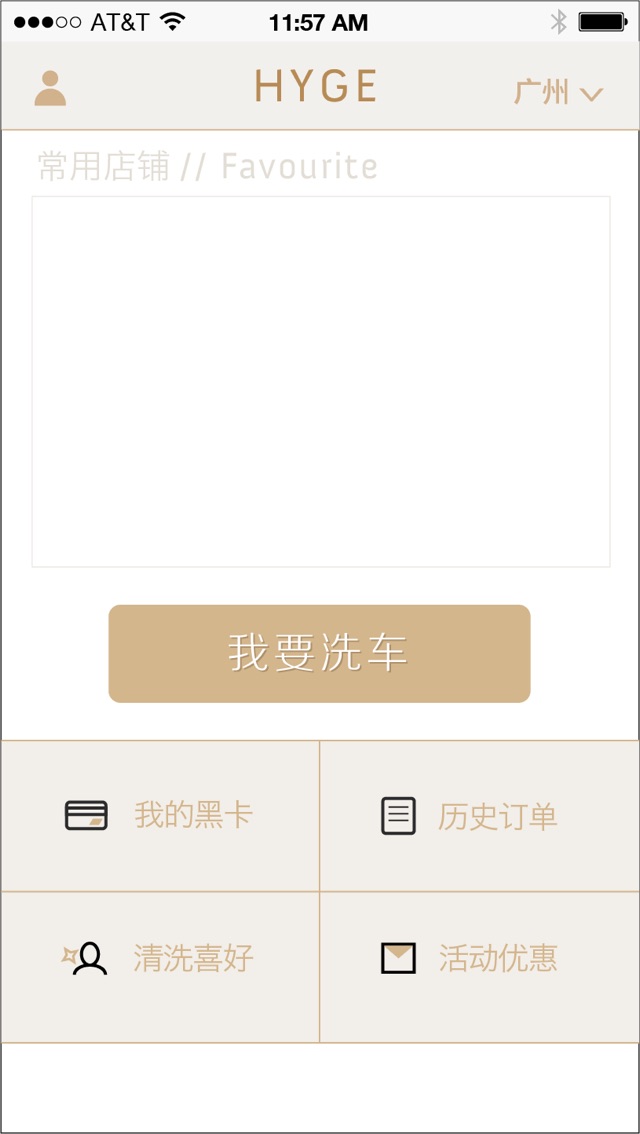 AT&T 11:57 AM
HYGE
广州
常用店铺 // Favourite
我要洗车
我的黑卡
历史订单
清洗喜好
活动优惠